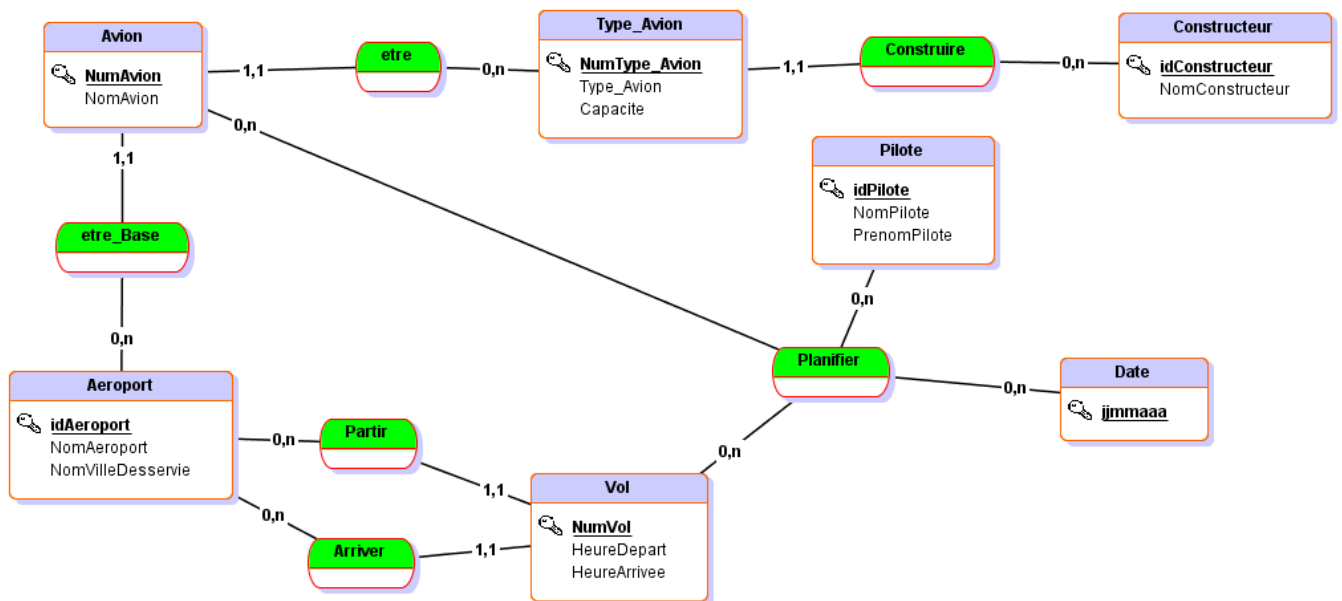 Avion
NumAvion
NomAvion
1,1
etre
0,n
Type_Avion
NumType_Avion
Type_Avion
Capacite
1,1
Construire
0,n
Constructeur
idConstructeur
NomConstructeur
0,n
1,1
Pilote
idPilote
NomPilote
PrenomPilote
etre_Base
0,n
0,n
Planifier
0,n
Date
jjmmaaa
Aeroport
idAeroport
NomAeroport
NomVilleDesservie
0,n
Partir
1,1
0,n
0,n
Arriver
1,1
Vol
NumVol
HeureDepart
HeureArrivee